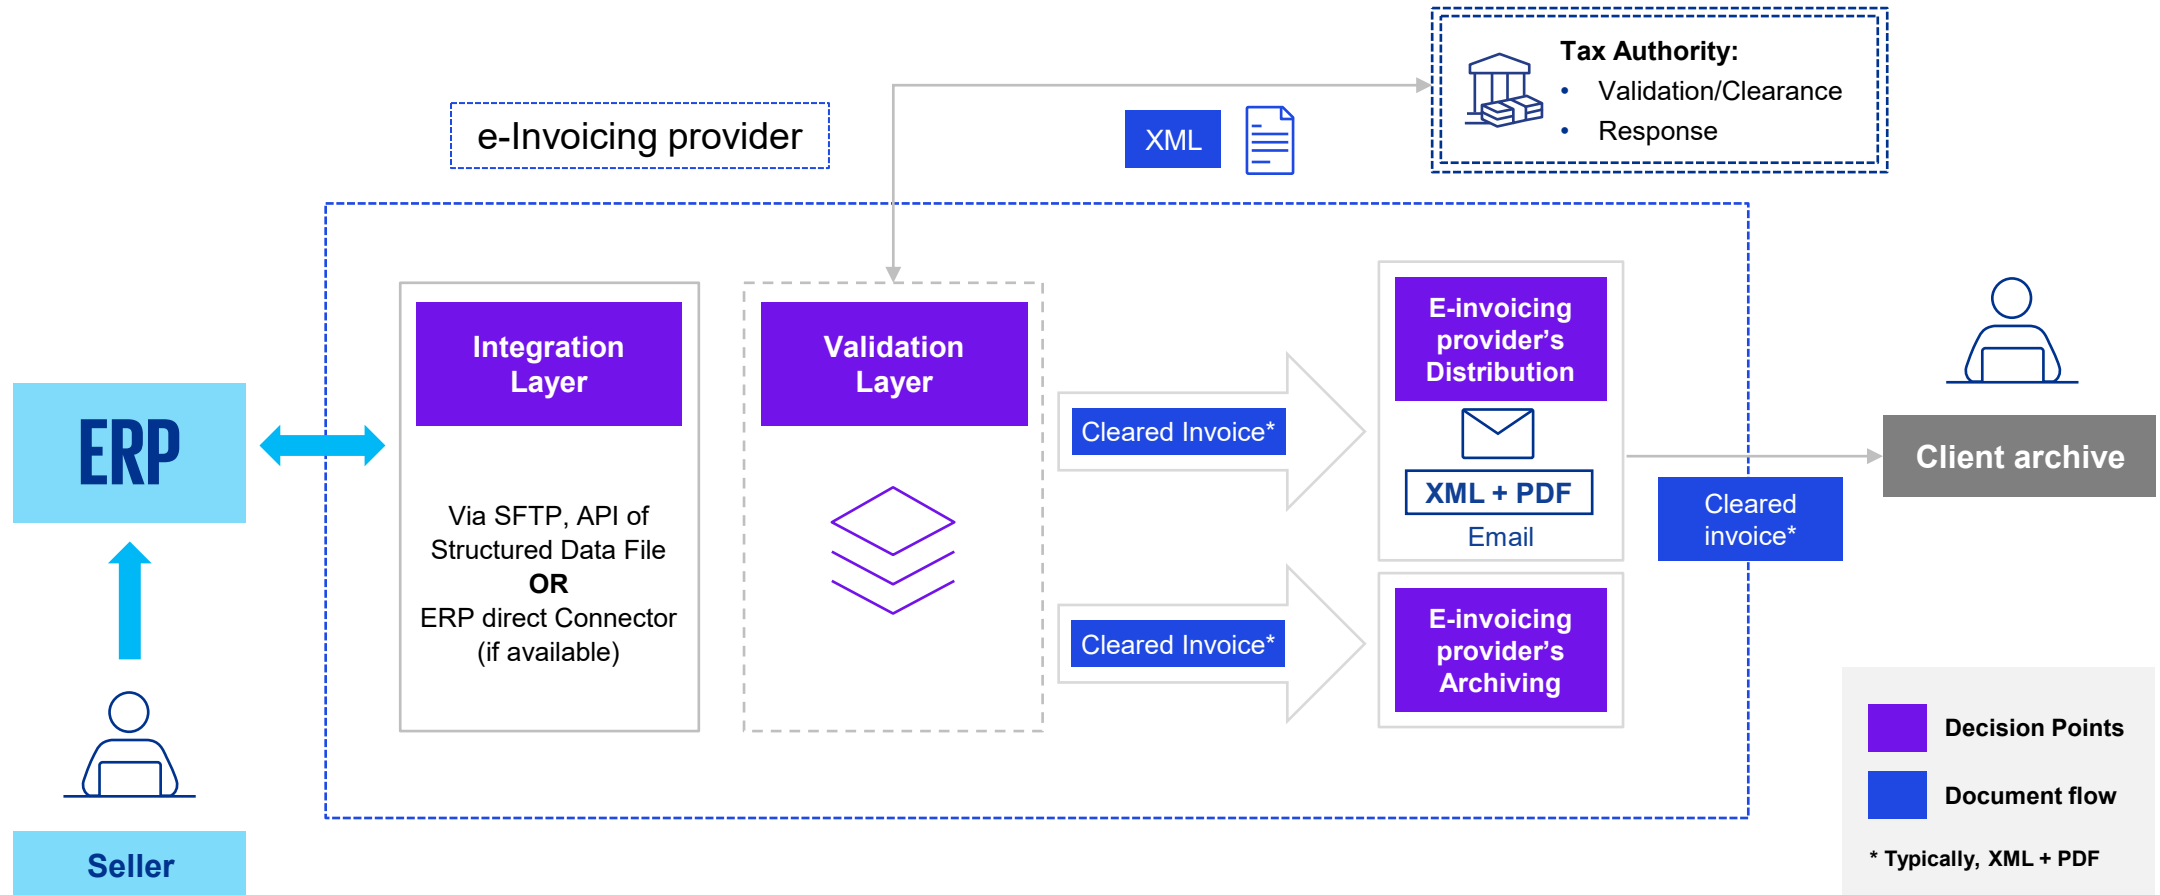 Tax Authority:
• Validation/Clearance
• Response
e-Invoicing provider
XML
Integration
Layer
Via SFTP, API of
Structured Data File
OR
ERP direct Connector
(if available)
Validation
Layer
Cleared Invoice*
Cleared Invoice*
E-invoicing
provider’s
Distribution
XML + PDF
Email
E-invoicing
provider’s
Archiving
ERP
Seller
Client archive
Cleared
invoice*
Decision Points
Document flow
* Typically, XML + PDF